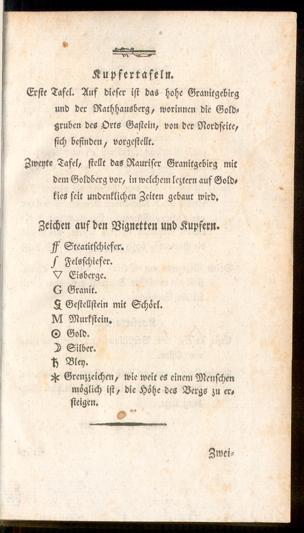 Kupfertafeln.
Erste Tafel. Auf dieser ist das hohe Granitgebirg
und der Rathhausberg, worinnen die Gold-
gruben des Orts Gastein, von der Nordseite,
sich befinden, vorgestellt.
Zweyte Tafel, stellt das Rauriser Granitgebirg mit
dem Goldberg vor, in welchem leztern auf Gold-
kies seit undenklichen Zeiten gebaut wird.
Zeichen auf den Vignetten und Kupfern.
ſſ Steatitschiefer.
ſ Felsschiefer.
▽ Eisberge.
G Granit.
G Gestellstein mit Schörl.
M Murkstein.
☉ Gold.
☽ Silber.
♄ Bley.
* Grenzzeichen, wie weit es einem Menschen
möglich ist, die Höhe des Bergs zu er-
steigen.
Zwei-